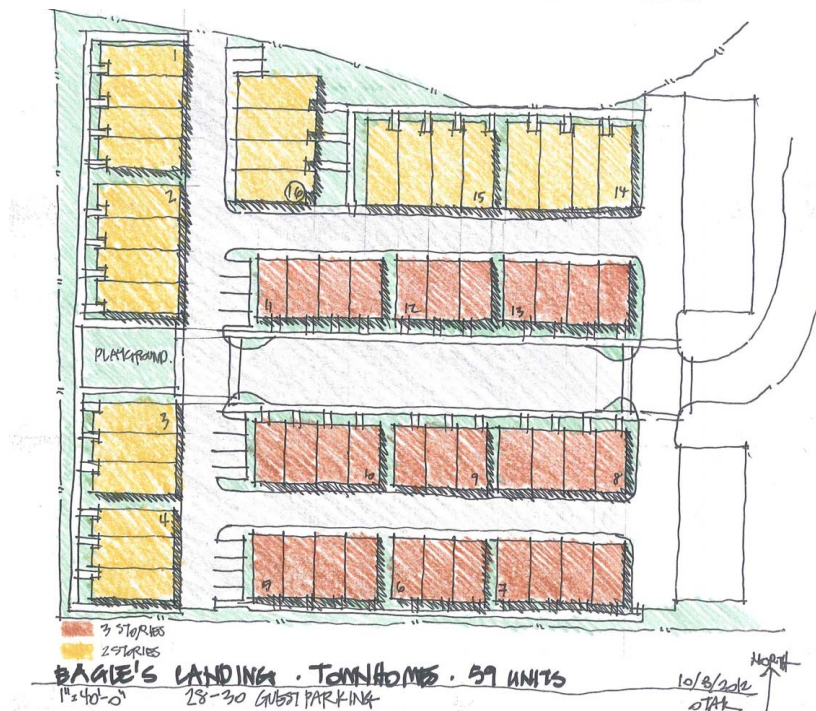 1
2
16
15
14
11
12
13
PLAYGROUND.
3
10
9
8
4
5
6
7
3 STORIES
2 STORIES
EAGLE'S LANDING . TOWNHOMES . 59 UNITS
1"=40'-0" 28-30 GUEST PARKING
NORTH
10/8/2012
OTAK